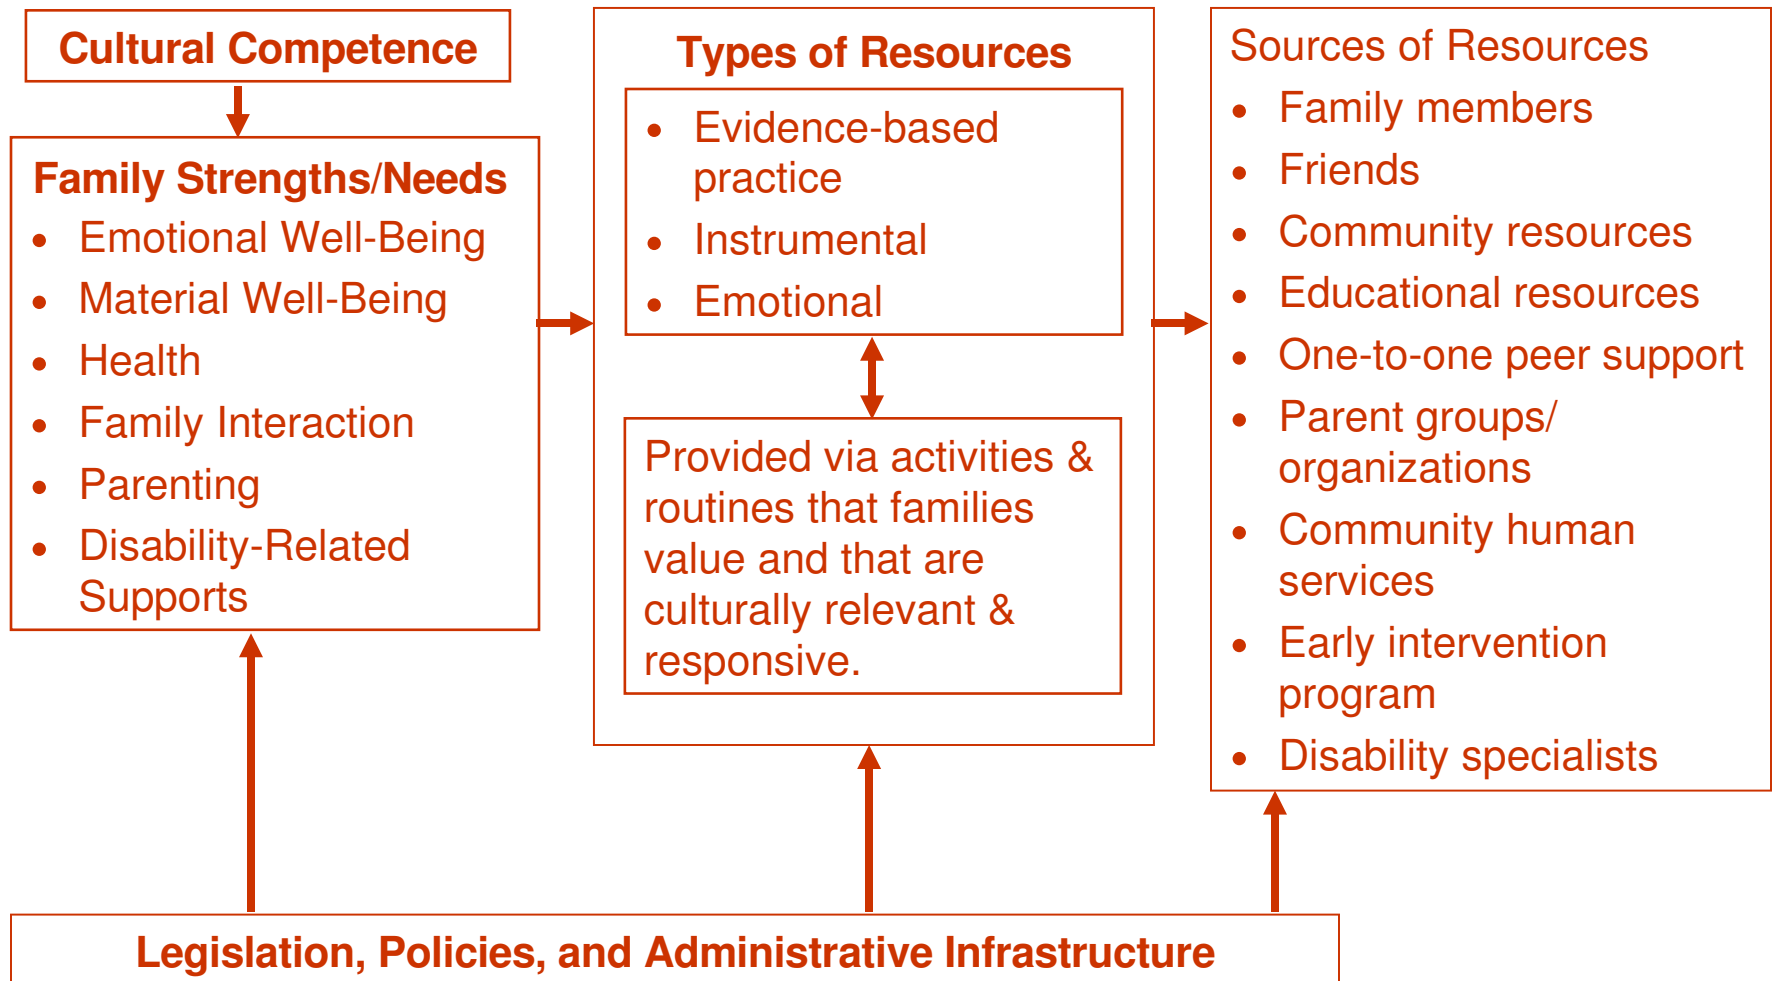 Cultural Competence
Family Strengths/Needs
• Emotional Well-Being
• Material Well-Being
• Health
• Family Interaction
• Parenting
• Disability-Related
Supports
Types of Resources
• Evidence-based
practice
• Instrumental
• Emotional
Provided via activities &
routines that families
value and that are
culturally relevant &
responsive.
Sources of Resources
• Family members
• Friends
• Community resources
• Educational resources
• One-to-one peer support
• Parent groups/
organizations
• Community human
services
• Early intervention
program
• Disability specialists
Legislation, Policies, and Administrative Infrastructure